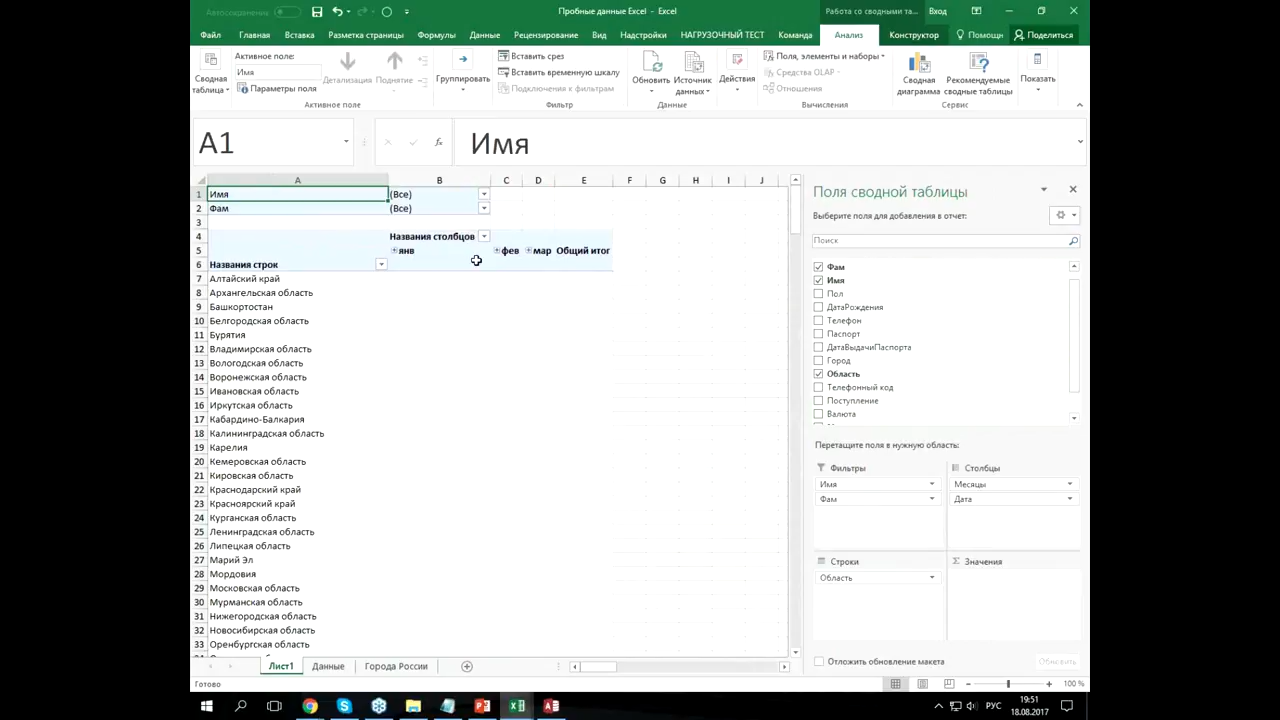 Автосохранение
Пробные данные Excel - Excel
Работа со сводными та...
Вход
Файл Главная Вставка Разметка страницы Формулы Данные Рецензирование Вид Надстройки НАГРУЗОЧНЫЙ ТЕСТ Команда Анализ Конструктор Помощн Поделиться
Сводная таблица
Активное поле:
Имя
Параметры поля
Детализация
Поднятие
Активное поле
Группировать
Вставить срез
Вставить временную шкалу
Подключения к фильтрам
Фильтр
Обновить
Источник данных
Данные
Действия
Поля, элементы и наборы
Средства OLAP
Отношения
Вычисления
Сводная диаграмма
Рекомендуемые сводные таблицы
Сервис
Показать
A1
fx
Имя
A B C D E F G H I J
1 Имя (Все)
2 Фам (Все)
3
4 Названия столбцов
5 янв фев мар Общий итог
6 Названия строк
7 Алтайский край
8 Архангельская область
9 Башкортостан
10 Белгородская область
11 Бурятия
12 Владимирская область
13 Вологодская область
14 Воронежская область
15 Ивановская область
16 Иркутская область
17 Кабардино-Балкария
18 Калининградская область
19 Карелия
20 Кемеровская область
21 Кировская область
22 Краснодарский край
23 Красноярский край
24 Курганская область
25 Ленинградская область
26 Липецкая область
27 Марий Эл
28 Мордовия
29 Московская область
30 Мурманская область
31 Нижегородская область
32 Новосибирская область
33 Оренбургская область
Поля сводной таблицы
Выберите поля для добавления в отчет:
Поиск
Фам
Имя
Пол
ДатаРождения
Телефон
Паспорт
ДатаВыдачиПаспорта
Город
Область
Телефонный код
Поступление
Валюта
Перетащите поля в нужную область:
Фильтры
Имя
Фам
Столбцы
Месяцы
Дата
Строки
Область
Σ Значения
Отложить обновление макета
Обновить
Лист1 Данные Города России
Готово
100 %
РУС
19:51
18.08.2017